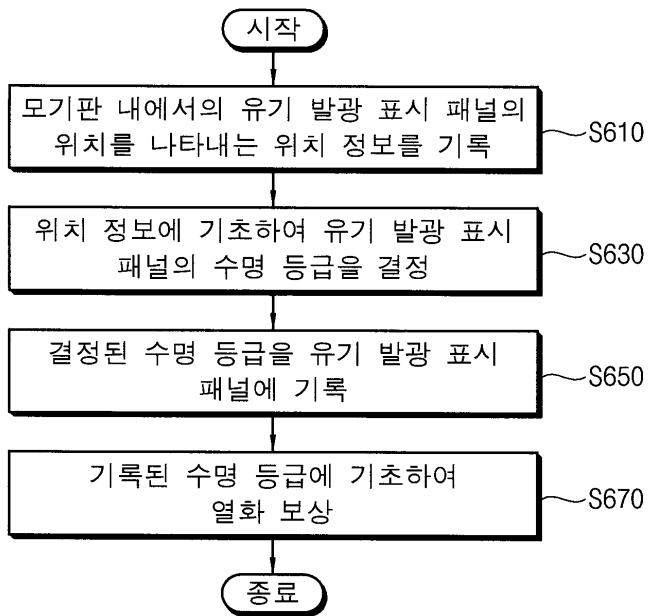 시작
모기판 내에서의 유기 발광 표시 패널의
위치를 나타내는 위치 정보를 기록
S610
위치 정보에 기초하여 유기 발광 표시
패널의 수명 등급을 결정
S630
결정된 수명 등급을 유기 발광 표시
패널에 기록
S650
기록된 수명 등급에 기초하여
열화 보상
S670
종료